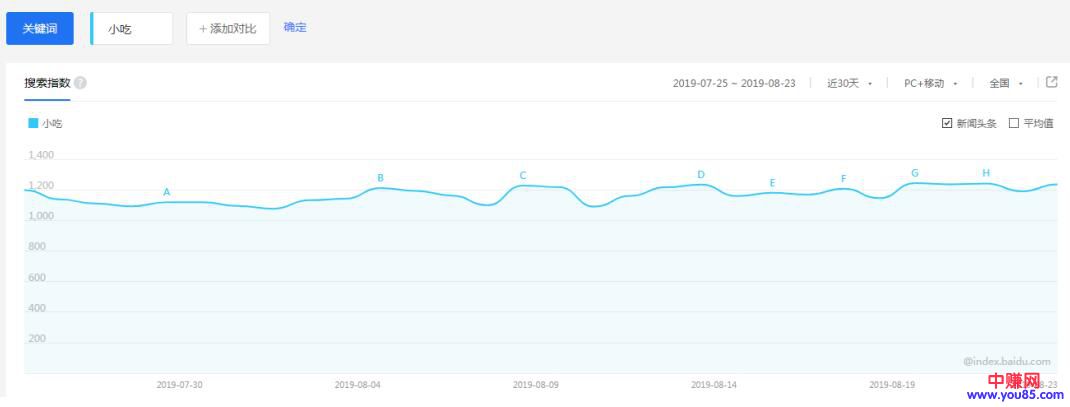 关键词 小吃 + 添加对比 确定
搜索指数 ? 2019-07-25 ~ 2019-08-23 近30天 PC+移动 全国
小吃 新闻头条 平均值
1,400
1,200
A B C D E F G H
1,000
800
600
400
200
@index.baidu.com
2019-07-30 2019-08-04 2019-08-09 2019-08-14 2019-08-19 8-23
中赚网
www.you85.com